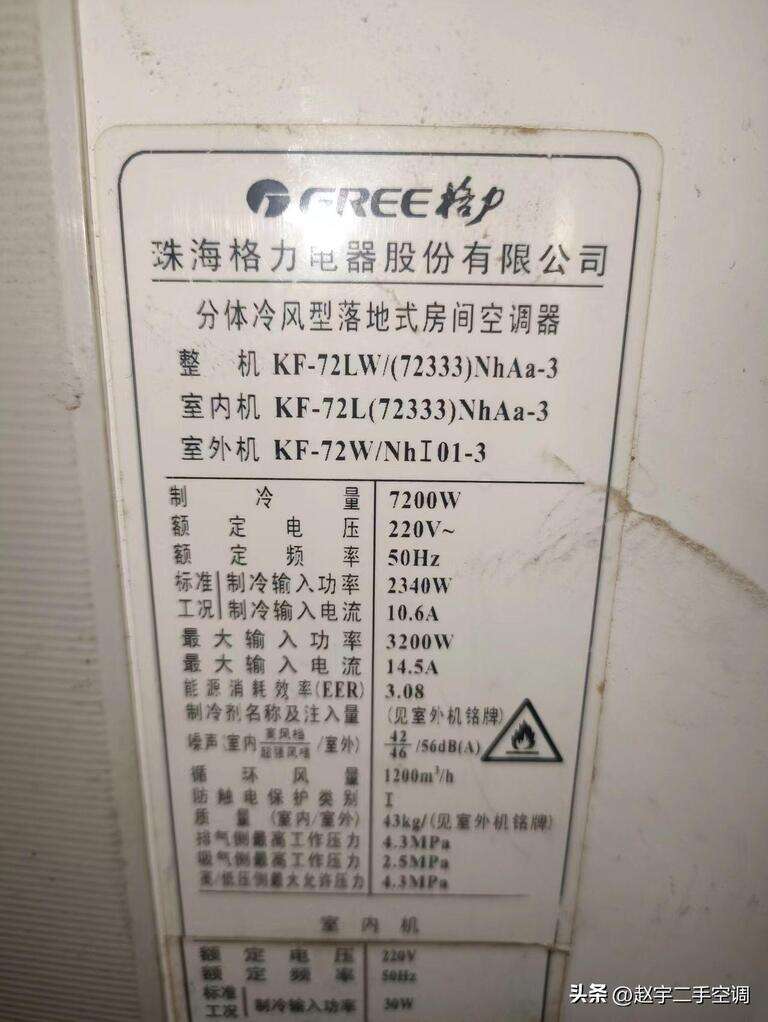 GREE格力
珠海格力电器股份有限公司
分体冷风型落地式房间空调器
整 机 KF-72LW/(72333)NhAa-3
室内机 KF-72L(72333)NhAa-3
室外机 KF-72W/NhI01-3
制冷量 7200W
额定电压 220V~
额定频率 50Hz
标准工况 制冷输入功率 2340W
制冷输入电流 10.6A
最大输入功率 3200W
最大输入电流 14.5A
能源消耗效率(EER) 3.08
制冷剂名称及注入量 (见室外机铭牌)
噪声(室内 高风档/超强风档 /室外) 42/46 /56dB(A)
循环风量 1200m³/h
防触电保护类别 I
质量(室内/室外) 43kg/(见室外机铭牌)
排气侧最高工作压力 4.3MPa
吸气侧最高工作压力 2.5MPa
高/低压侧最大允许压力 4.3MPa
室内机
额定电压 220V
额定频率 50Hz
标准工况 制冷输入功率 30W
头条 @赵宇二手空调